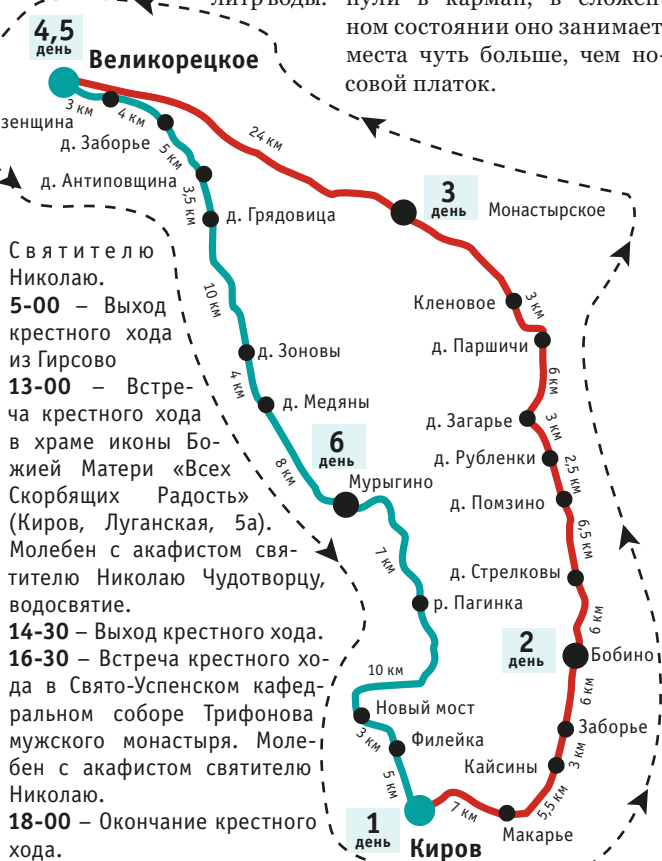 литр воды.
нули в карман, в сложен-
ном состоянии оно занимает
места чуть больше, чем но-
совой платок.
4,5
день
Великорецкое
3 км
4 км
зенщина
д. Заборье
5 км
24 км
д. Антиповщина
3,5 км
д. Грядовица
3
день
Монастырское
Святителю
Николаю.
5-00 – Выход
крестного хода
из Гирсово
13-00 – Встре-
ча крестного хода
в храме иконы Бо-
жией Матери «Всех
Скорбящих Радость»
(Киров, Луганская, 5а).
Молебен с акафистом свя-
тителю Николаю Чудотворцу,
водосвятие.
14-30 – Выход крестного хода.
16-30 – Встреча крестного хо-
да в Свято-Успенском кафед-
ральном соборе Трифонова
мужского монастыря. Моле-
бен с акафистом святителю
Николаю.
18-00 – Окончание крестного
хода.
10 км
д. Зоновы
4 км
д. Медяны
8 км
6
день
Мурыгино
7 км
р. Пагинка
10 км
Новый мост
3 км
Филейка
5 км
Кленовое
3 км
д. Паршичи
6 км
д. Загарье
3 км
д. Рубленки
2,5 км
д. Помзино
6,5 км
д. Стрелковы
6 км
2
день
Бобино
6 км
Заборье
3 км
Кайсины
5,5 км
Макарье
7 км
1
день
Киров